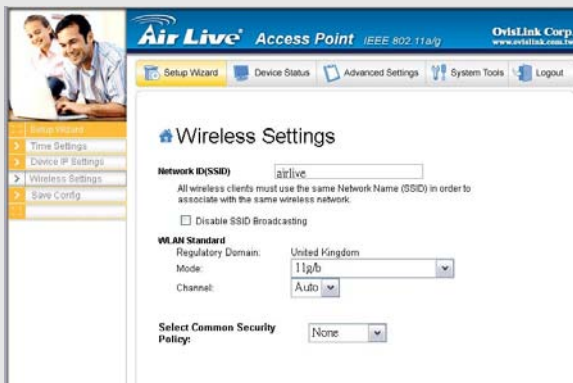 Air Live Access Point IEEE 802.11a/g
OvisLink Corp.
www.ovislink.com.tw
Setup Wizard Device Status Advanced Settings System Tools Logout
Setup Wizard
Time Settings
Device IP Settings
Wireless Settings
Save Config
Wireless Settings
Network ID(SSID) airlive
All wireless clients must use the same Network Name (SSID) in order to
associate with the same wireless network.
Disable SSID Broadcasting
WLAN Standard
Regulatory Domain: United Kingdom
Mode: 11g/b
Channel: Auto
Select Common Security
Policy: None